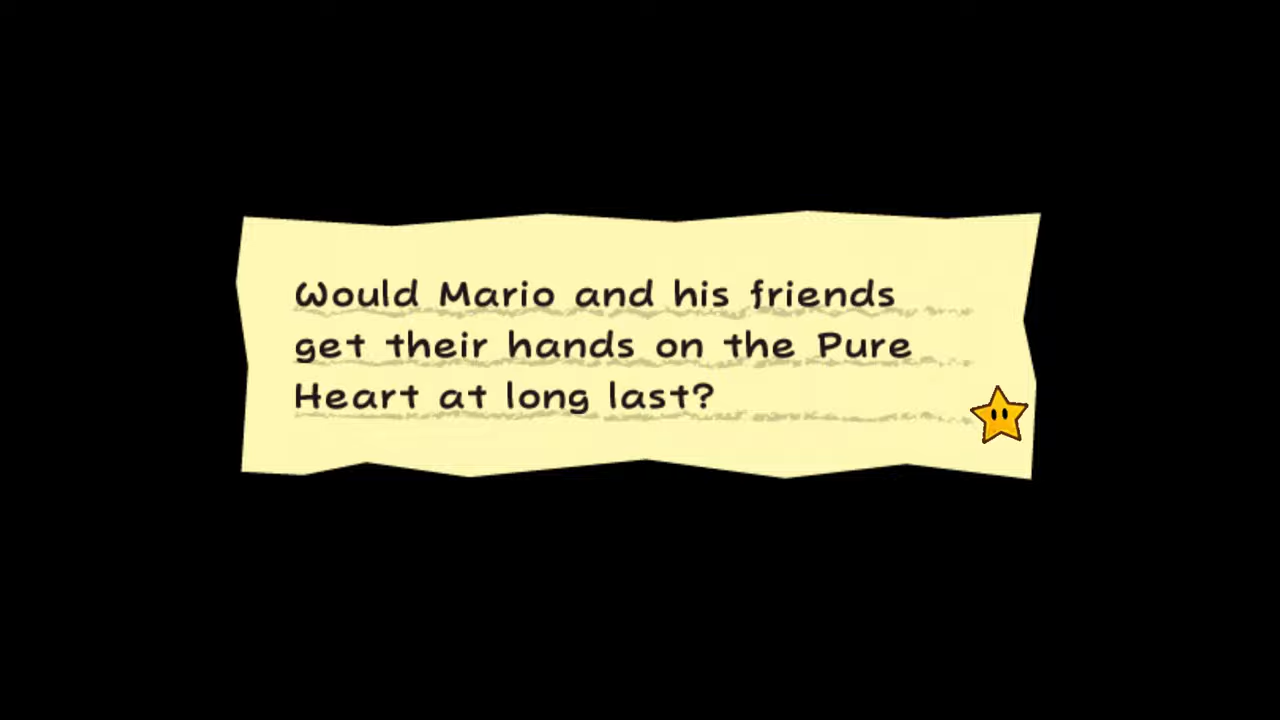 Would Mario and his friends
get their hands on the Pure
Heart at long last?